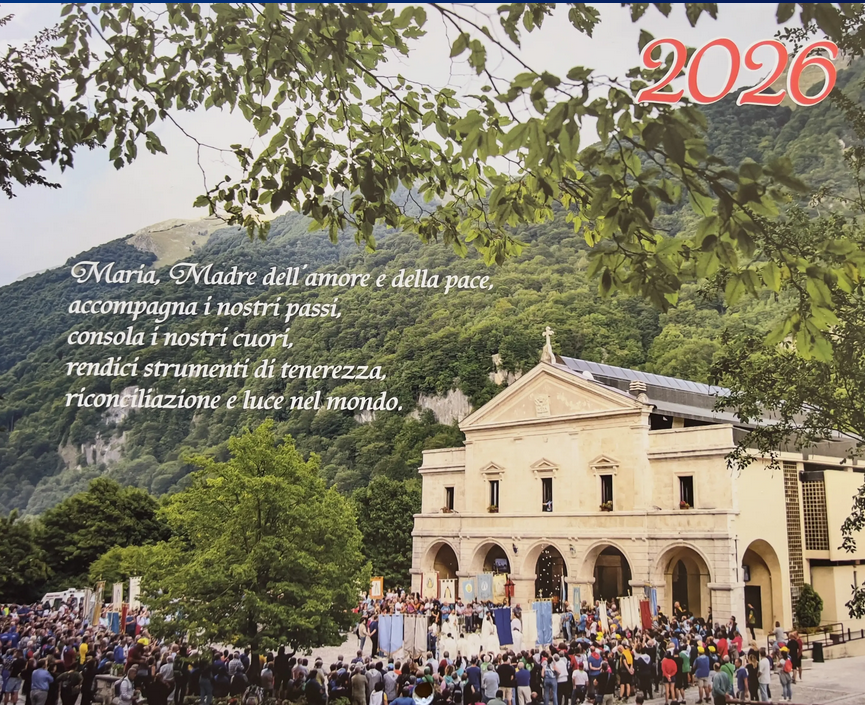 2026
Maria, Madre dell'amore e della pace,
accompagna i nostri passi,
consola i nostri cuori,
rendici strumenti di tenerezza,
riconciliazione e luce nel mondo.